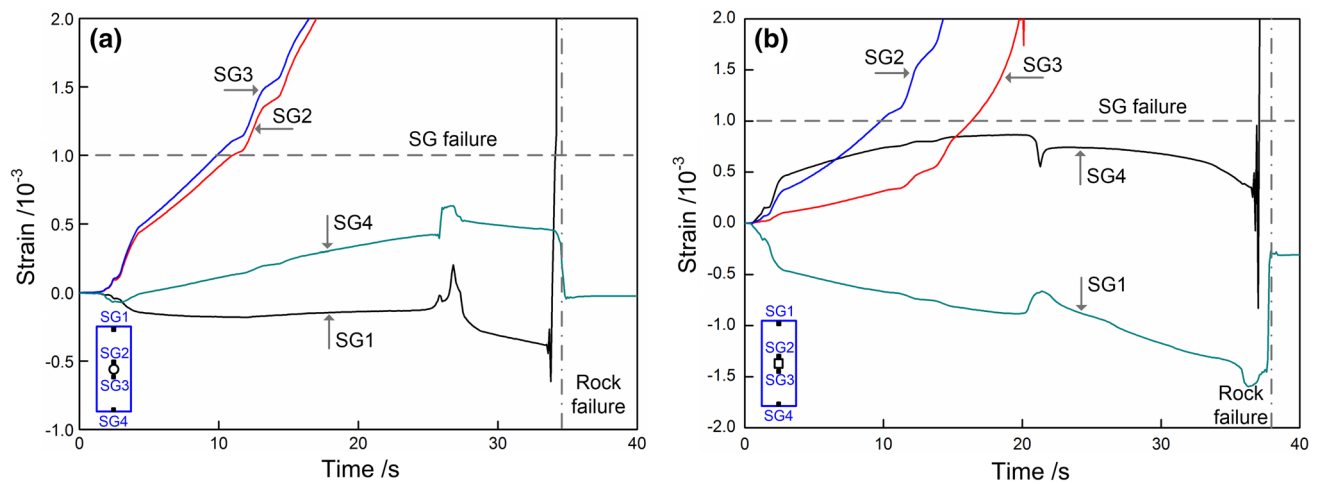 (a)
Strain /10⁻³
2.0
1.5
1.0
0.5
0.0
-0.5
-1.0
SG3
SG2
SG failure
SG4
SG1
SG1
SG2
SG3
SG4
Rock
failure
0 10 20 30 40
Time /s
(b)
Strain /10⁻³
2.0
1.5
1.0
0.5
0.0
-0.5
-1.0
-1.5
-2.0
SG2
SG3
SG failure
SG4
SG1
SG1
SG2
SG3
SG4
Rock
failure
0 10 20 30 40
Time /s